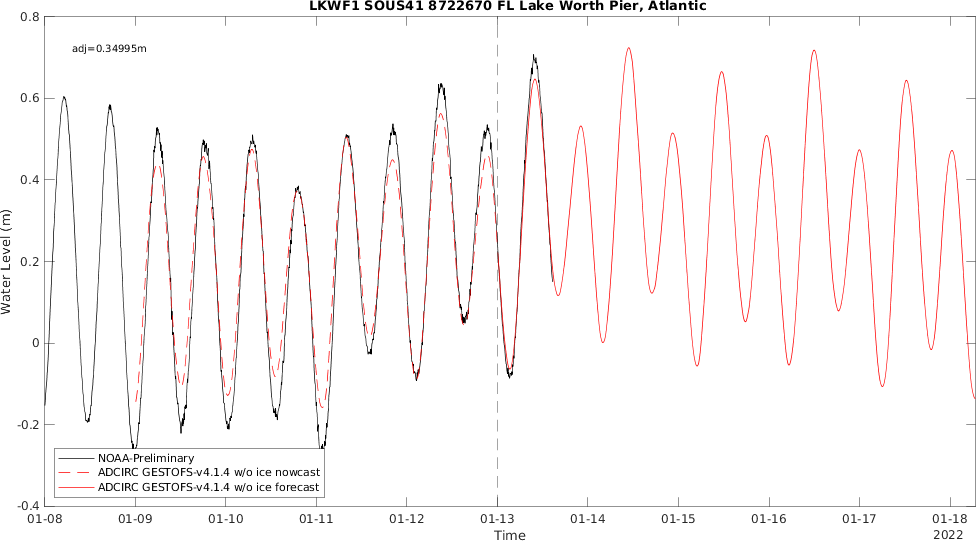 LKWF1 SOUS41 8722670 FL Lake Worth Pier, Atlantic
0.8
adj=0.34995m
0.6
0.4
Water Level (m)
0.2
0
-0.2
NOAA-Preliminary
ADCIRC GESTOFS-v4.1.4 w/o ice nowcast
ADCIRC GESTOFS-v4.1.4 w/o ice forecast
-0.4
01-08 01-09 01-10 01-11 01-12 01-13 01-14 01-15 01-16 01-17 01-18
Time 2022